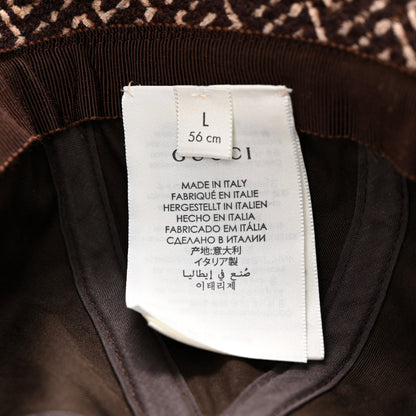 L
56 cm
GUCCI
MADE IN ITALY
FABRIQUÉ EN ITALIE
HERGESTELLT IN ITALIEN
HECHO EN ITALIA
FABRICADO EM ITÁLIA
СДЕЛАНО В ИТАЛИИ
产地:意大利
イタリア製
صُنع في إيطاليا
이태리제